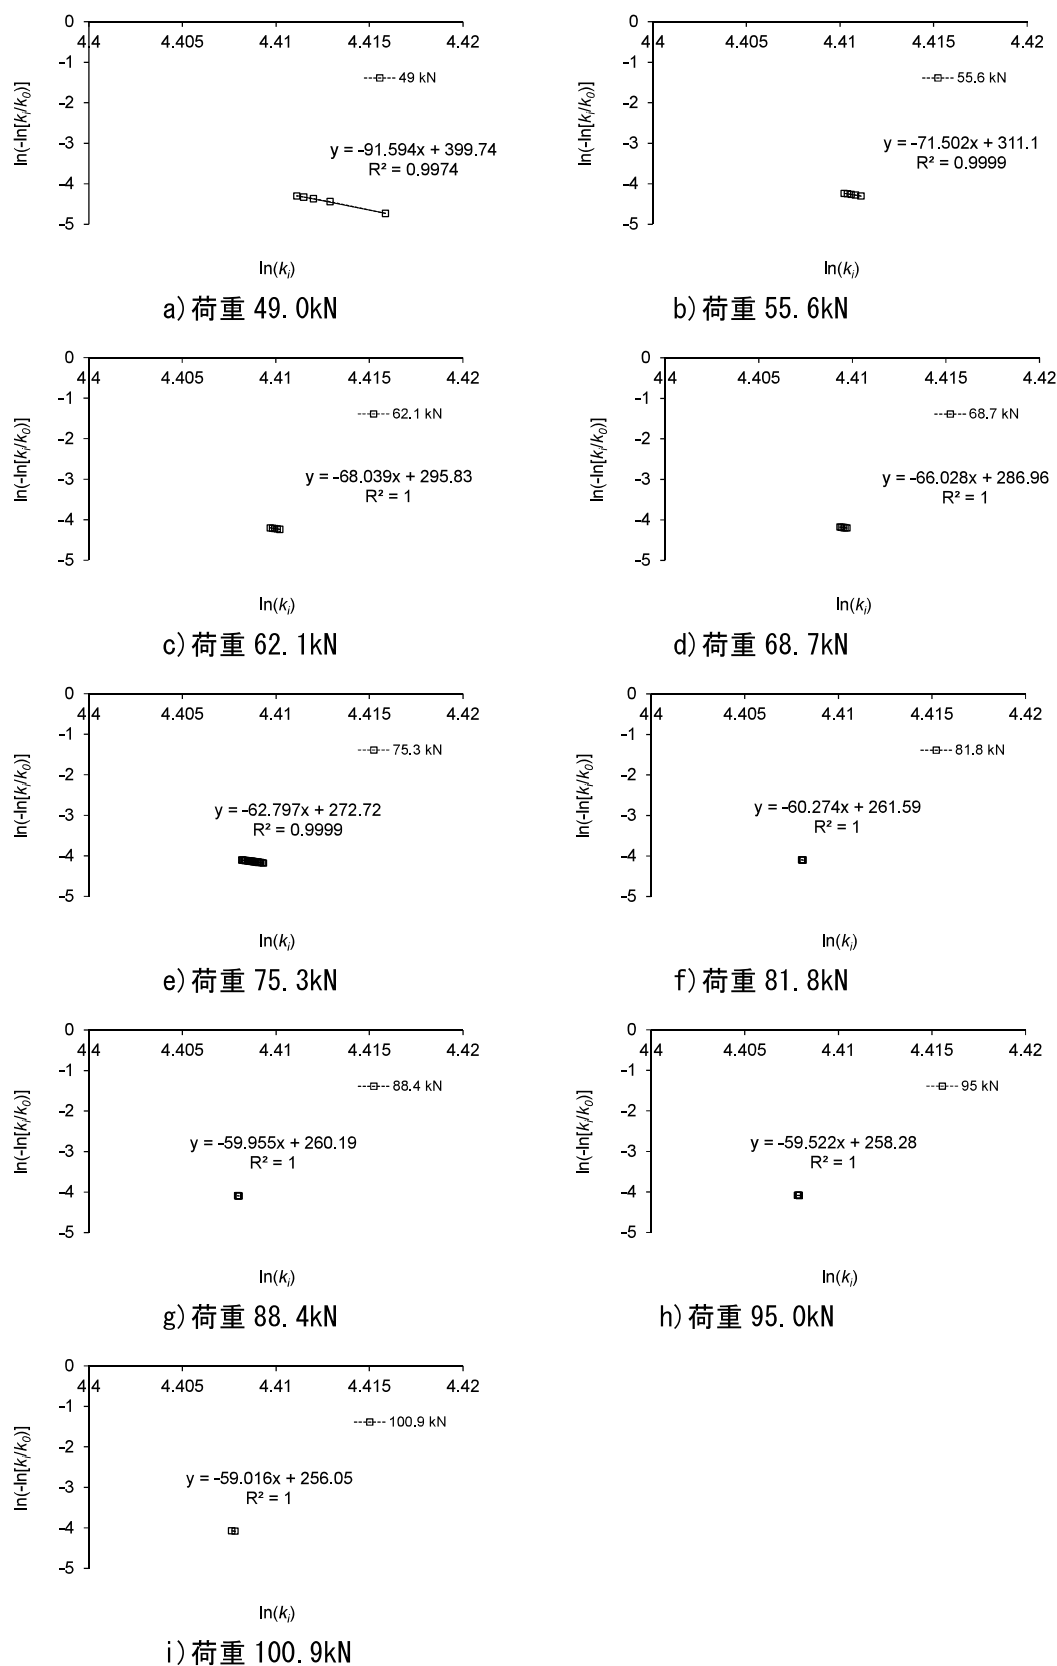 0
4.4 4.405 4.41 4.415 4.42
-1
49 kN
-2
-3
y = -91.594x + 399.74
R² = 0.9974
-4
-5
ln(-ln[kᵢ/k₀)]
ln(kᵢ)
a)荷重 49.0kN
0
4.4 4.405 4.41 4.415 4.42
-1
55.6 kN
-2
-3
y = -71.502x + 311.1
R² = 0.9999
-4
-5
ln(-ln[kᵢ/k₀)]
ln(kᵢ)
b)荷重 55.6kN
0
4.4 4.405 4.41 4.415 4.42
-1
62.1 kN
-2
-3
y = -68.039x + 295.83
R² = 1
-4
-5
ln(-ln[kᵢ/k₀)]
ln(kᵢ)
c)荷重 62.1kN
0
4.4 4.405 4.41 4.415 4.42
-1
68.7 kN
-2
-3
y = -66.028x + 286.96
R² = 1
-4
-5
ln(-ln[kᵢ/k₀)]
ln(kᵢ)
d)荷重 68.7kN
0
4.4 4.405 4.41 4.415 4.42
-1
75.3 kN
-2
-3
y = -62.797x + 272.72
R² = 0.9999
-4
-5
ln(-ln[kᵢ/k₀)]
ln(kᵢ)
e)荷重 75.3kN
0
4.4 4.405 4.41 4.415 4.42
-1
81.8 kN
-2
-3
y = -60.274x + 261.59
R² = 1
-4
-5
ln(-ln[kᵢ/k₀)]
ln(kᵢ)
f)荷重 81.8kN
0
4.4 4.405 4.41 4.415 4.42
-1
88.4 kN
-2
-3
y = -59.955x + 260.19
R² = 1
-4
-5
ln(-ln[kᵢ/k₀)]
ln(kᵢ)
g)荷重 88.4kN
0
4.4 4.405 4.41 4.415 4.42
-1
95 kN
-2
-3
y = -59.522x + 258.28
R² = 1
-4
-5
ln(-ln[kᵢ/k₀)]
ln(kᵢ)
h)荷重 95.0kN
0
4.4 4.405 4.41 4.415 4.42
-1
100.9 kN
-2
-3
y = -59.016x + 256.05
R² = 1
-4
-5
ln(-ln[kᵢ/k₀)]
ln(kᵢ)
i)荷重 100.9kN